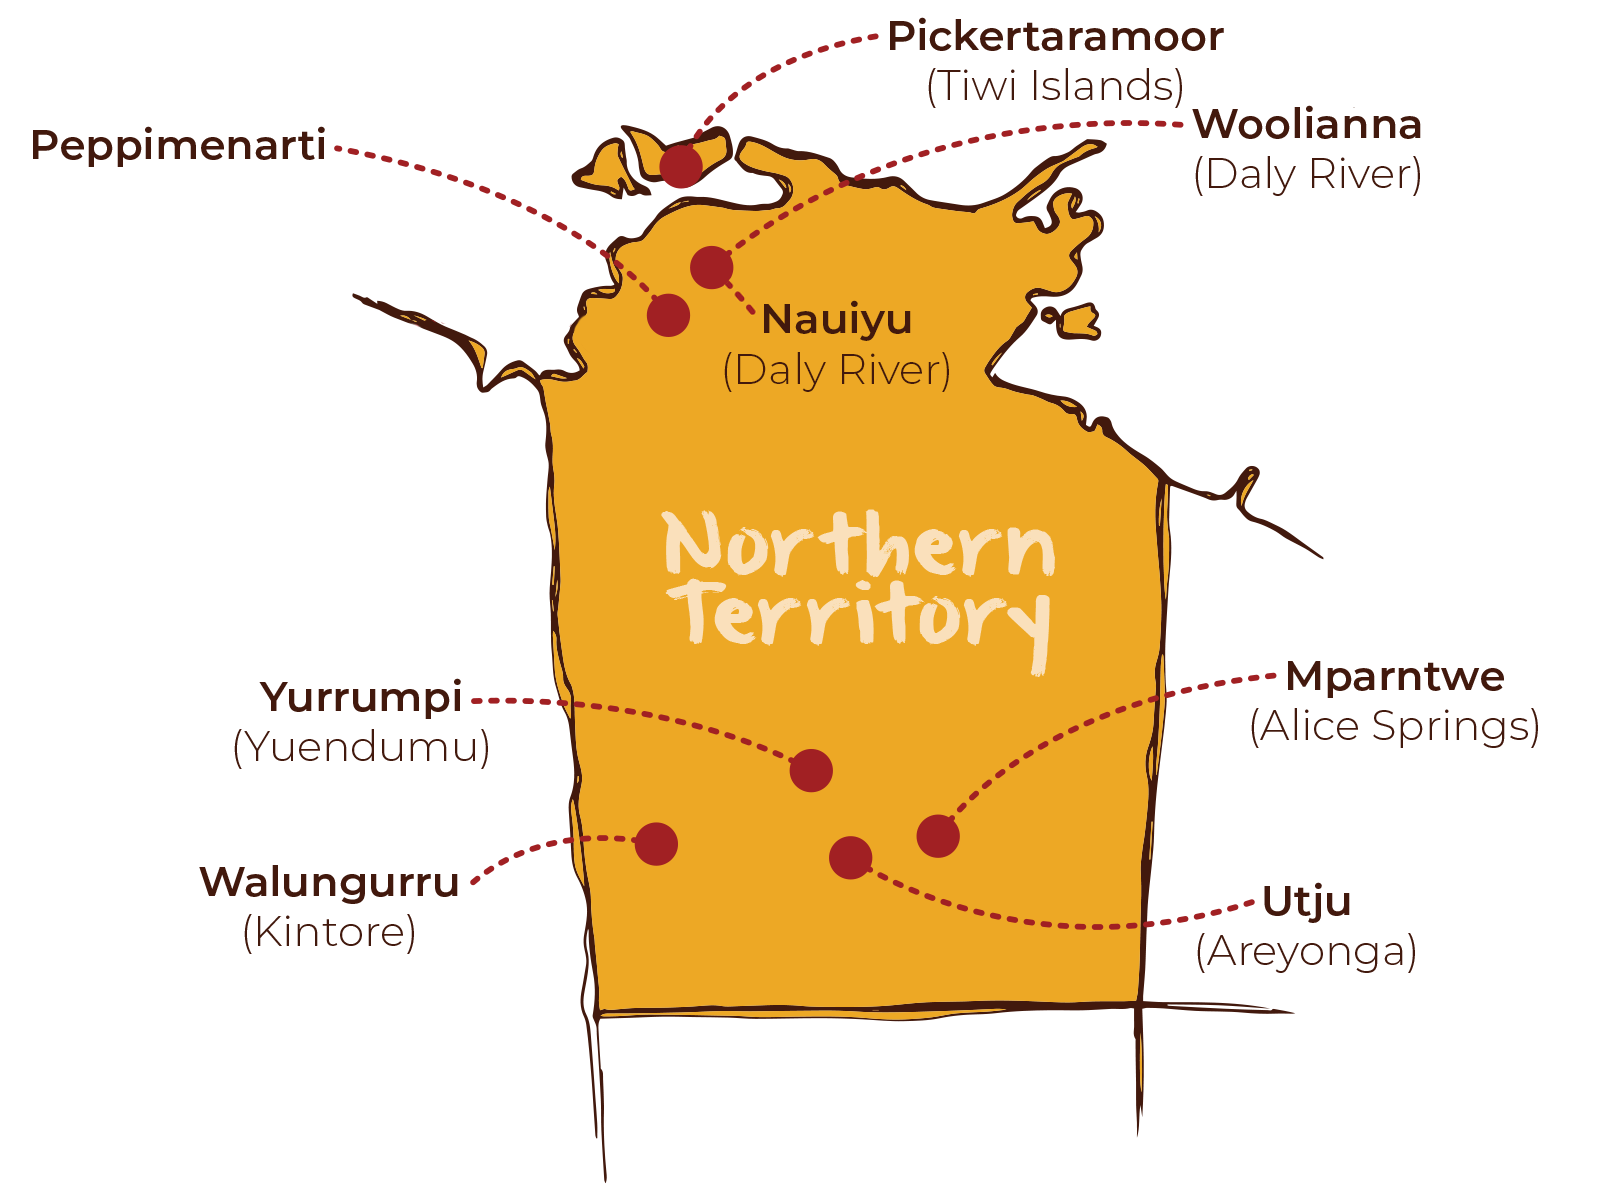 Pickertaramoor
(Tiwi Islands)
Woolianna
(Daly River)
Peppimenarti
Nauiyu
(Daly River)
Northern
Territory
Yurrumpi
(Yuendumu)
Mparntwe
(Alice Springs)
Walungurru
(Kintore)
Utju
(Areyonga)